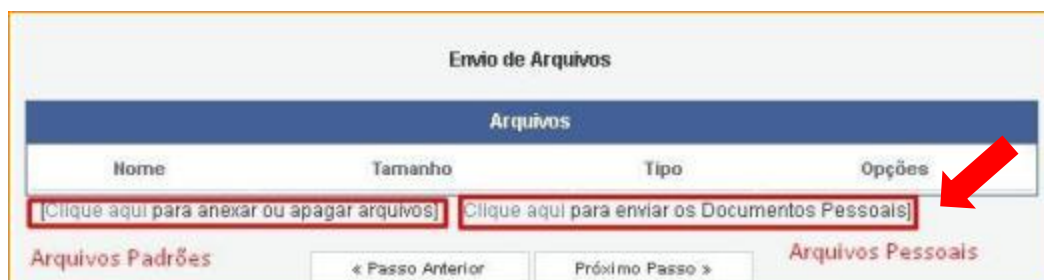 Envio de Arquivos
Arquivos
Nome Tamanho Tipo Opções
[Clique aqui para anexar ou apagar arquivos] [Clique aqui para enviar os Documentos Pessoais]
Arquivos Padrões « Passo Anterior Próximo Passo » Arquivos Pessoais